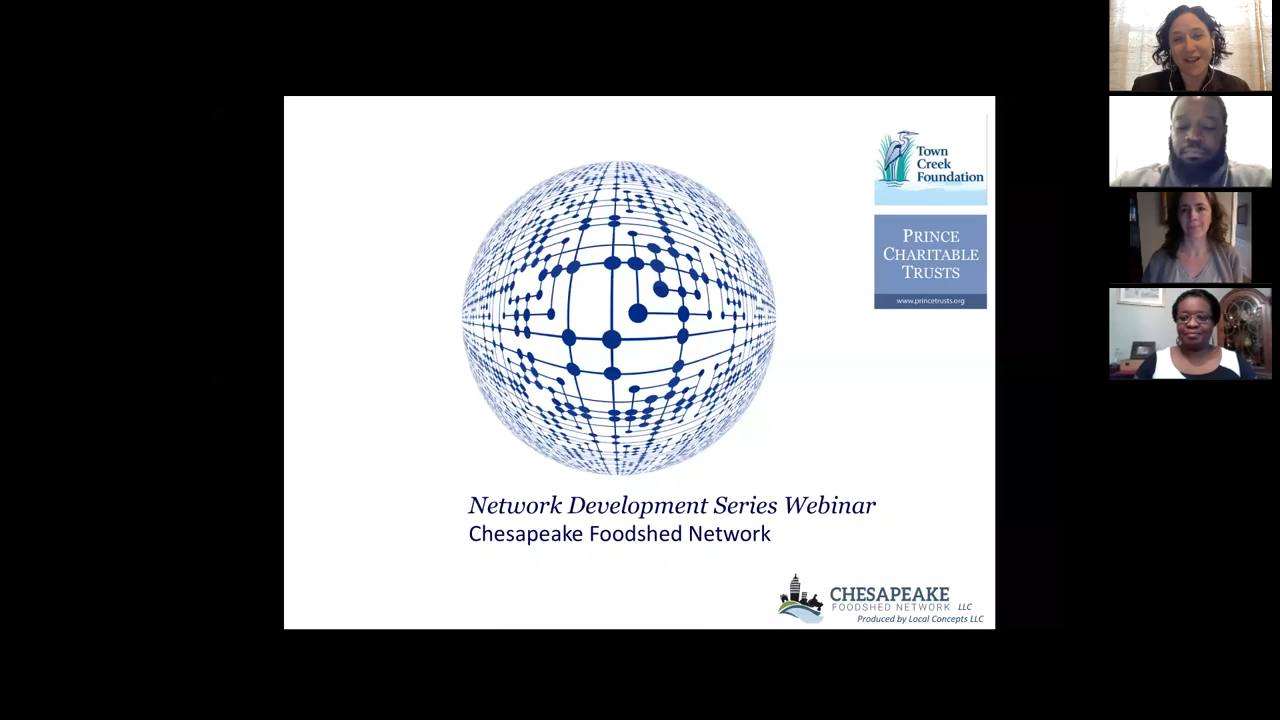 Town
Creek
Foundation
PRINCE
CHARITABLE
TRUSTS
www.princetrusts.org
Network Development Series Webinar
Chesapeake Foodshed Network
CHESAPEAKE
FOODSHED NETWORK LLC
Produced by Local Concepts LLC